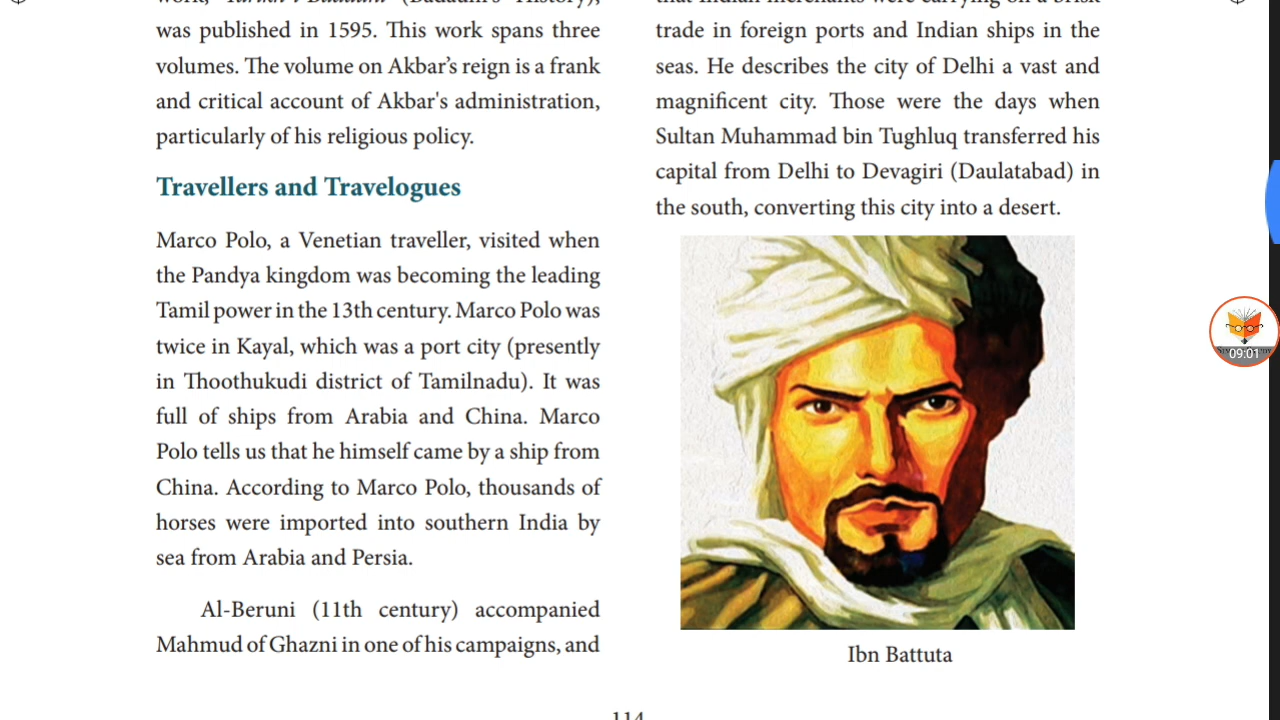 was published in 1595. This work spans three
volumes. The volume on Akbar’s reign is a frank
and critical account of Akbar's administration,
particularly of his religious policy.
Travellers and Travelogues
Marco Polo, a Venetian traveller, visited when
the Pandya kingdom was becoming the leading
Tamil power in the 13th century. Marco Polo was
twice in Kayal, which was a port city (presently
in Thoothukudi district of Tamilnadu). It was
full of ships from Arabia and China. Marco
Polo tells us that he himself came by a ship from
China. According to Marco Polo, thousands of
horses were imported into southern India by
sea from Arabia and Persia.
Al-Beruni (11th century) accompanied
Mahmud of Ghazni in one of his campaigns, and
that Indian merchants were carrying on a brisk
trade in foreign ports and Indian ships in the
seas. He describes the city of Delhi a vast and
magnificent city. Those were the days when
Sultan Muhammad bin Tughluq transferred his
capital from Delhi to Devagiri (Daulatabad) in
the south, converting this city into a desert.
Ibn Battuta
114
09:01